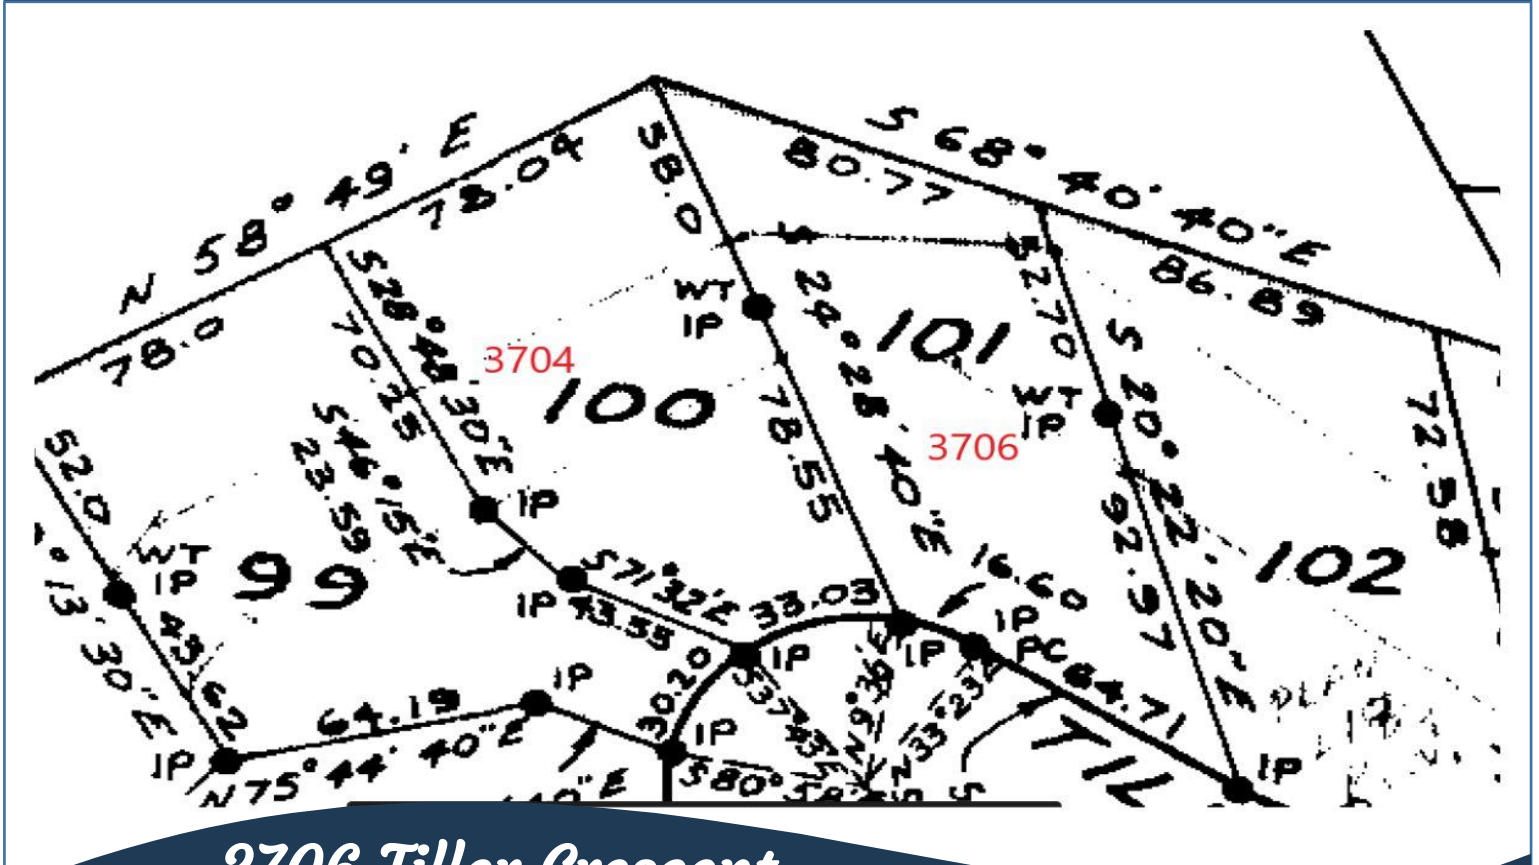 N 58° 49' E
78.0
78.04
S 68° 40' 40" E
80.77
86.89
58.0
S 28° 48' 30" E
70.25
WT
IP
S 24° 28' 40" E
78.55
52.70
S 20° 22' 20" E
92.97
WT
IP
72.58
3704
100
101
3706
102
99
52.0
WT
IP
13' 30" E
43.62
S 46° 15' E
23.59
IP
IP
S 71° 32' E
43.55
33.03
16.60
IP
IP
IP
PC
64.71
IP
30.20
IP
IP
64.19
N 75° 44' 40" E
IP
S 80°
TIL
3706 Tiller Crescent